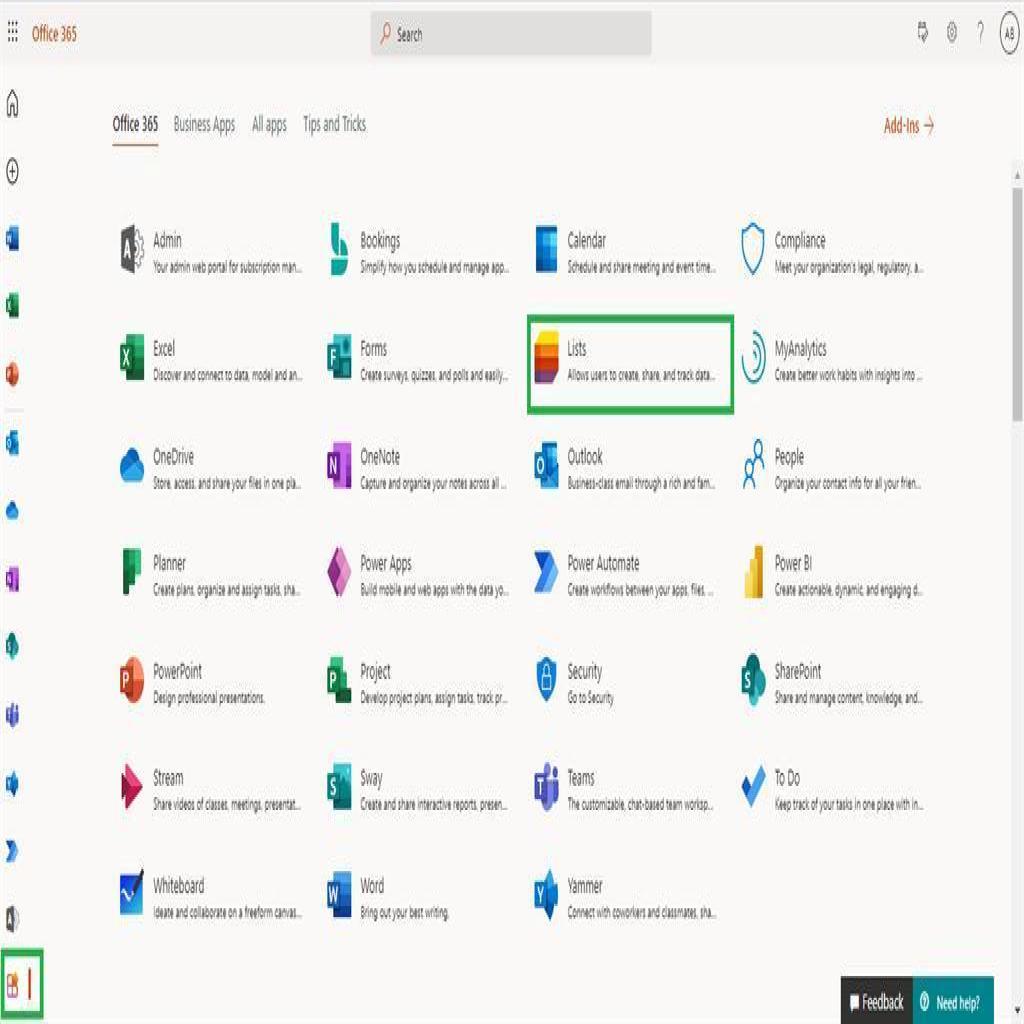 Office 365
Search
AB
Office 365 Business Apps All apps Tips and Tricks
Add-Ins →
Admin
Your admin web portal for subscription man...
Bookings
Simplify how you schedule and manage app...
Calendar
Schedule and share meeting and event time...
Compliance
Meet your organization's legal, regulatory, a...
Excel
Discover and connect to data, model and an...
Forms
Create surveys, quizzes, and polls and easily...
Lists
Allows users to create, share, and track data...
MyAnalytics
Create better work habits with insights into ...
OneDrive
Store, access, and share your files in one pla...
OneNote
Capture and organize your notes across all ...
Outlook
Business-class email through a rich and fam...
People
Organize your contact info for all your frien...
Planner
Create plans, organize and assign tasks, sha...
Power Apps
Build mobile and web apps with the data yo...
Power Automate
Create workflows between your apps, files, ...
Power BI
Create actionable, dynamic, and engaging d...
PowerPoint
Design professional presentations.
Project
Develop project plans, assign tasks, track pr...
Security
Go to Security
SharePoint
Share and manage content, knowledge, and...
Stream
Share videos of classes, meetings, presentat...
Sway
Create and share interactive reports, presen...
Teams
The customizable, chat-based team worksp...
To Do
Keep track of your tasks in one place with in...
Whiteboard
Ideate and collaborate on a freeform canvas...
Word
Bring out your best writing.
Yammer
Connect with coworkers and classmates, sha...
Feedback
Need help?